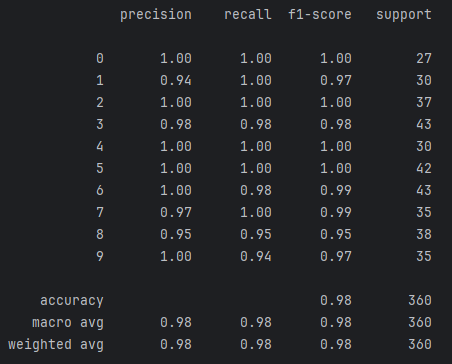 precision recall f1-score support
0 1.00 1.00 1.00 27
1 0.94 1.00 0.97 30
2 1.00 1.00 1.00 37
3 0.98 0.98 0.98 43
4 1.00 1.00 1.00 30
5 1.00 1.00 1.00 42
6 1.00 0.98 0.99 43
7 0.97 1.00 0.99 35
8 0.95 0.95 0.95 38
9 1.00 0.94 0.97 35
accuracy 0.98 360
macro avg 0.98 0.98 0.98 360
weighted avg 0.98 0.98 0.98 360